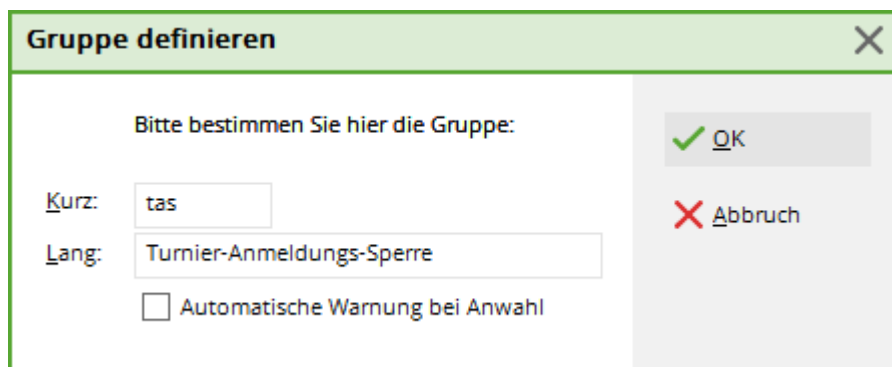 Gruppe definieren
Bitte bestimmen Sie hier die Gruppe:
Kurz: tas
Lang: Turnier-Anmeldungs-Sperre
Automatische Warnung bei Anwahl
OK
Abbruch